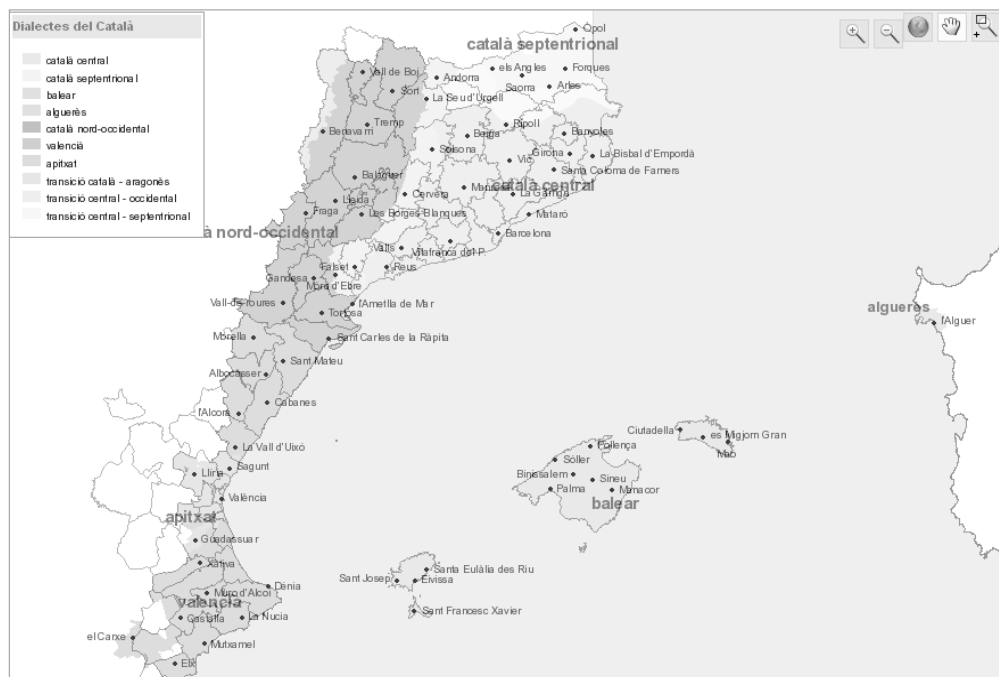 Dialectes del Català
català central
català septentrional
balear
alguerès
català nord-occidental
valencià
apitxat
transició català - aragonès
transició central - occidental
transició central - septentrional
Òpol
català septentrional
Vall de Boí
Andorra
els Angles
Forques
Sort
Saorra
Arles
La Seu d'Urgell
Benavarri
Tremp
Berga
Ripoll
Banyoles
Solsona
Vic
Girona
La Bisbal d'Empordà
Balaguer
Santa Coloma de Farners
Cervera
Manresa
català central
La Garriga
Lleida
Fraga
Les Borges Blanques
Mataró
à nord-occidental
Barcelona
Valls
Vilafranca del P.
Falset
Reus
Gandesa
Móra d'Ebre
Vall-de-roures
l'Ametlla de Mar
Tortosa
alguerès
l'Alguer
Morella
Sant Carles de la Ràpita
Sant Mateu
Albocàsser
Cabanes
l'Alcora
Ciutadella
es Migjorn Gran
Maó
La Vall d'Uixó
Pollença
Sóller
Sagunt
Llíria
Binissalem
Sineu
Palma
Manacor
València
balear
apitxat
Guadassuar
Xàtiva
Santa Eulàlia des Riu
Sant Josep
Eivissa
Dénia
Muro d'Alcoi
valencià
Castalla
La Nucia
Sant Francesc Xavier
el Carxe
Mutxamel
Elx